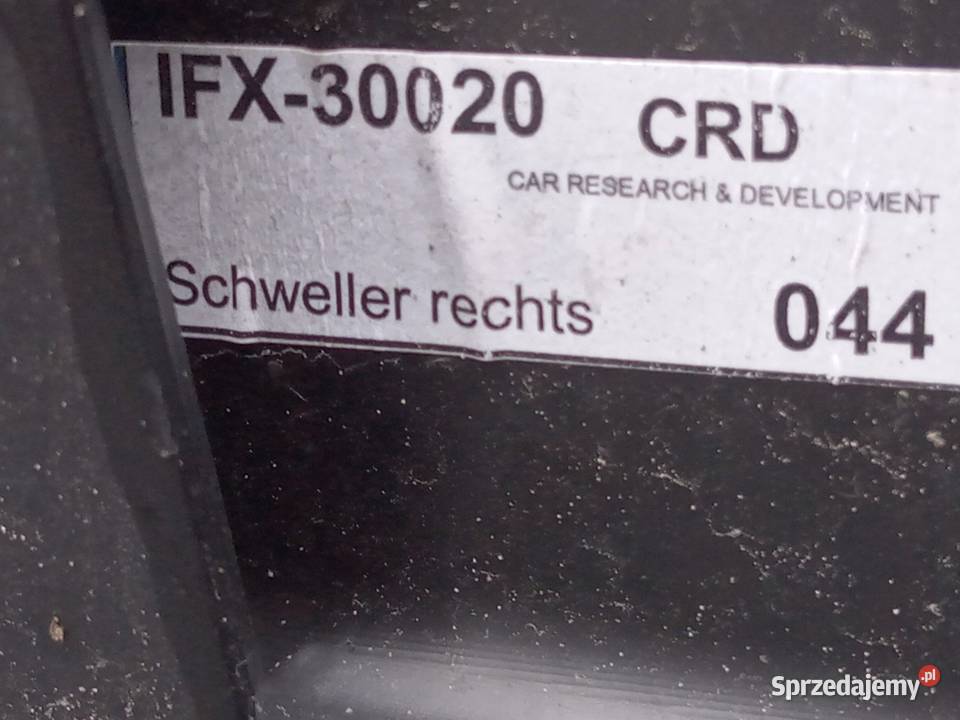 IFX-30020
CRD
CAR RESEARCH & DEVELOPMENT
Schweller rechts
044
Sprzedajemy.pl